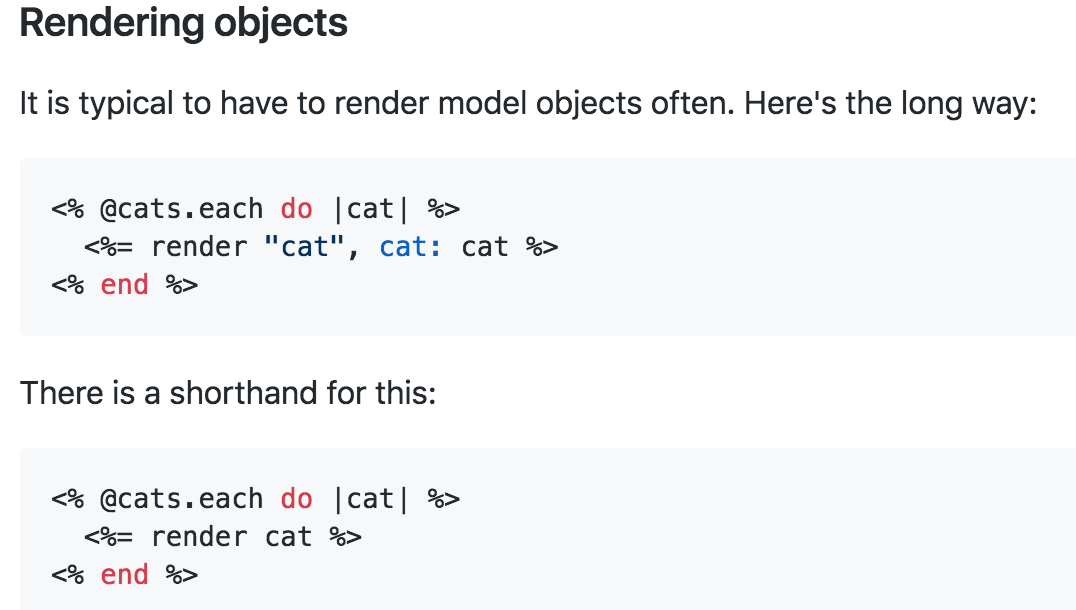 Rendering objects
It is typical to have to render model objects often. Here's the long way:
<% @cats.each do |cat| %>
  <%= render "cat", cat: cat %>
<% end %>
There is a shorthand for this:
<% @cats.each do |cat| %>
  <%= render cat %>
<% end %>